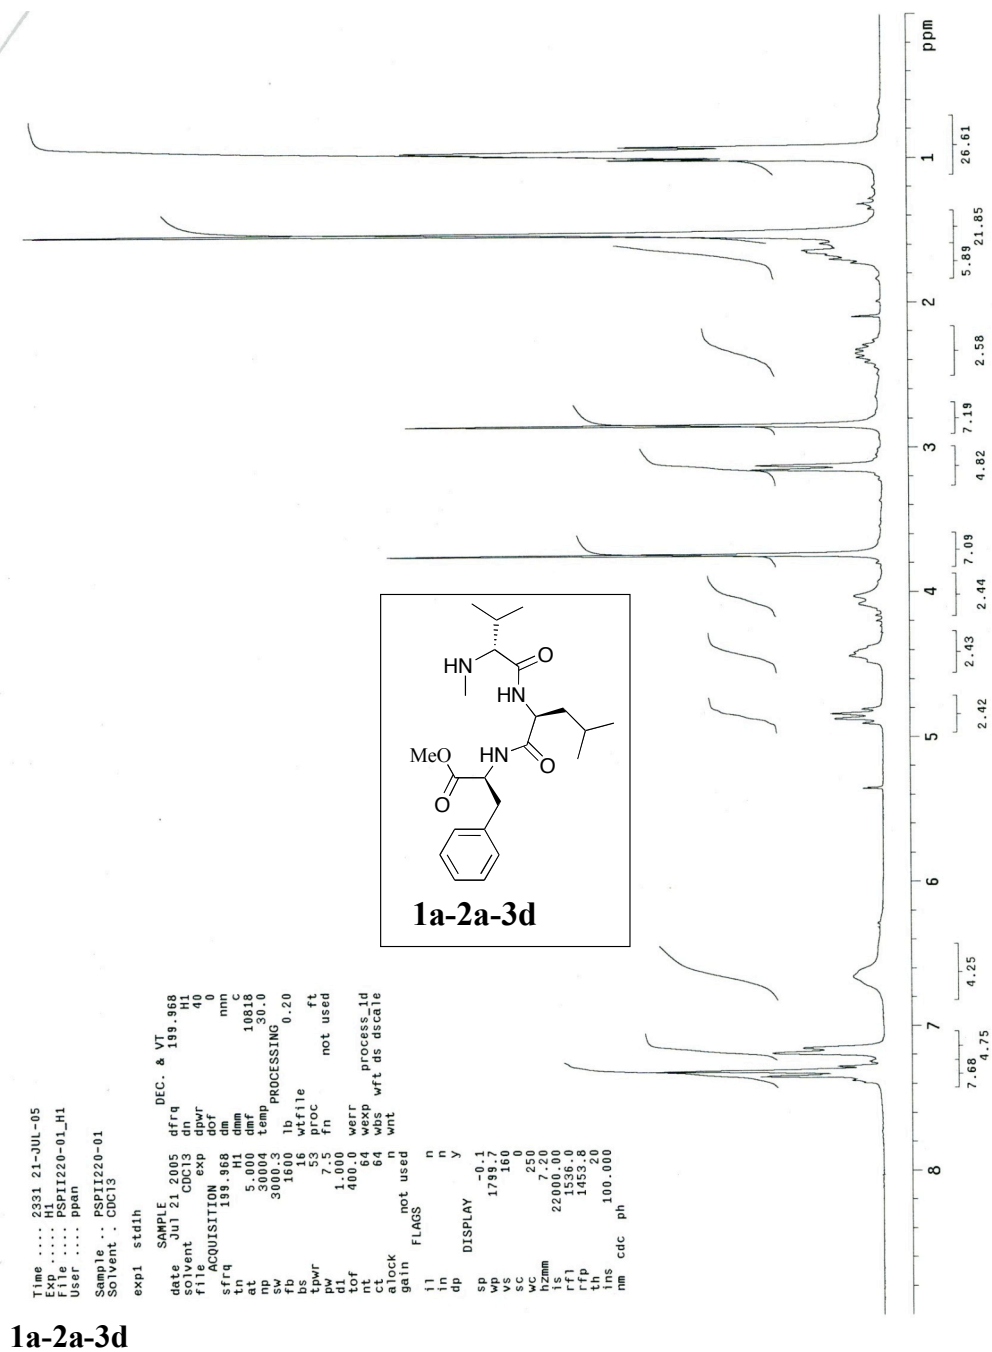 Time .... 2331 21-JUL-05
Exp ..... H1
File .... PSPII220-01_H1
User .... ppan
Sample .. PSPII220-01
Solvent . CDCl3
exp1 std1h
SAMPLE
date Jul 21 2005
solvent CDCl3
file exp
ACQUISITION
sfrq 199.968
tn H1
at 5.000
np 30004
sw 3000.3
fb 1600
bs 16
tpwr 53
pw 7.5
d1 1.000
tof 400.0
nt 64
ct 64
alock n
gain not used
FLAGS
il n
in n
dp y
DISPLAY
sp -0.1
wp 1799.7
vs 160
sc 0
wc 250
hzmm 7.20
is 22000.00
rfl 1536.0
rfp 1453.8
th 20
ins 100.000
nm cdc ph
DEC. & VT
dfrq 199.968
dn H1
dpwr 40
dof 0
dm nnn
dmm c
dmf 10818
temp 30.0
PROCESSING
lb 0.20
wtfile
proc ft
fn not used
werr
wexp process_1d
wbs wft ds dscale
wnt
HN
O
HN
MeO
HN
O
O
1a-2a-3d
8 7 6 5 4 3 2 1 ppm
7.68 4.75 4.25 2.42 2.43 2.44 7.09 4.82 7.19 2.58 5.89 21.85 26.61
1a-2a-3d